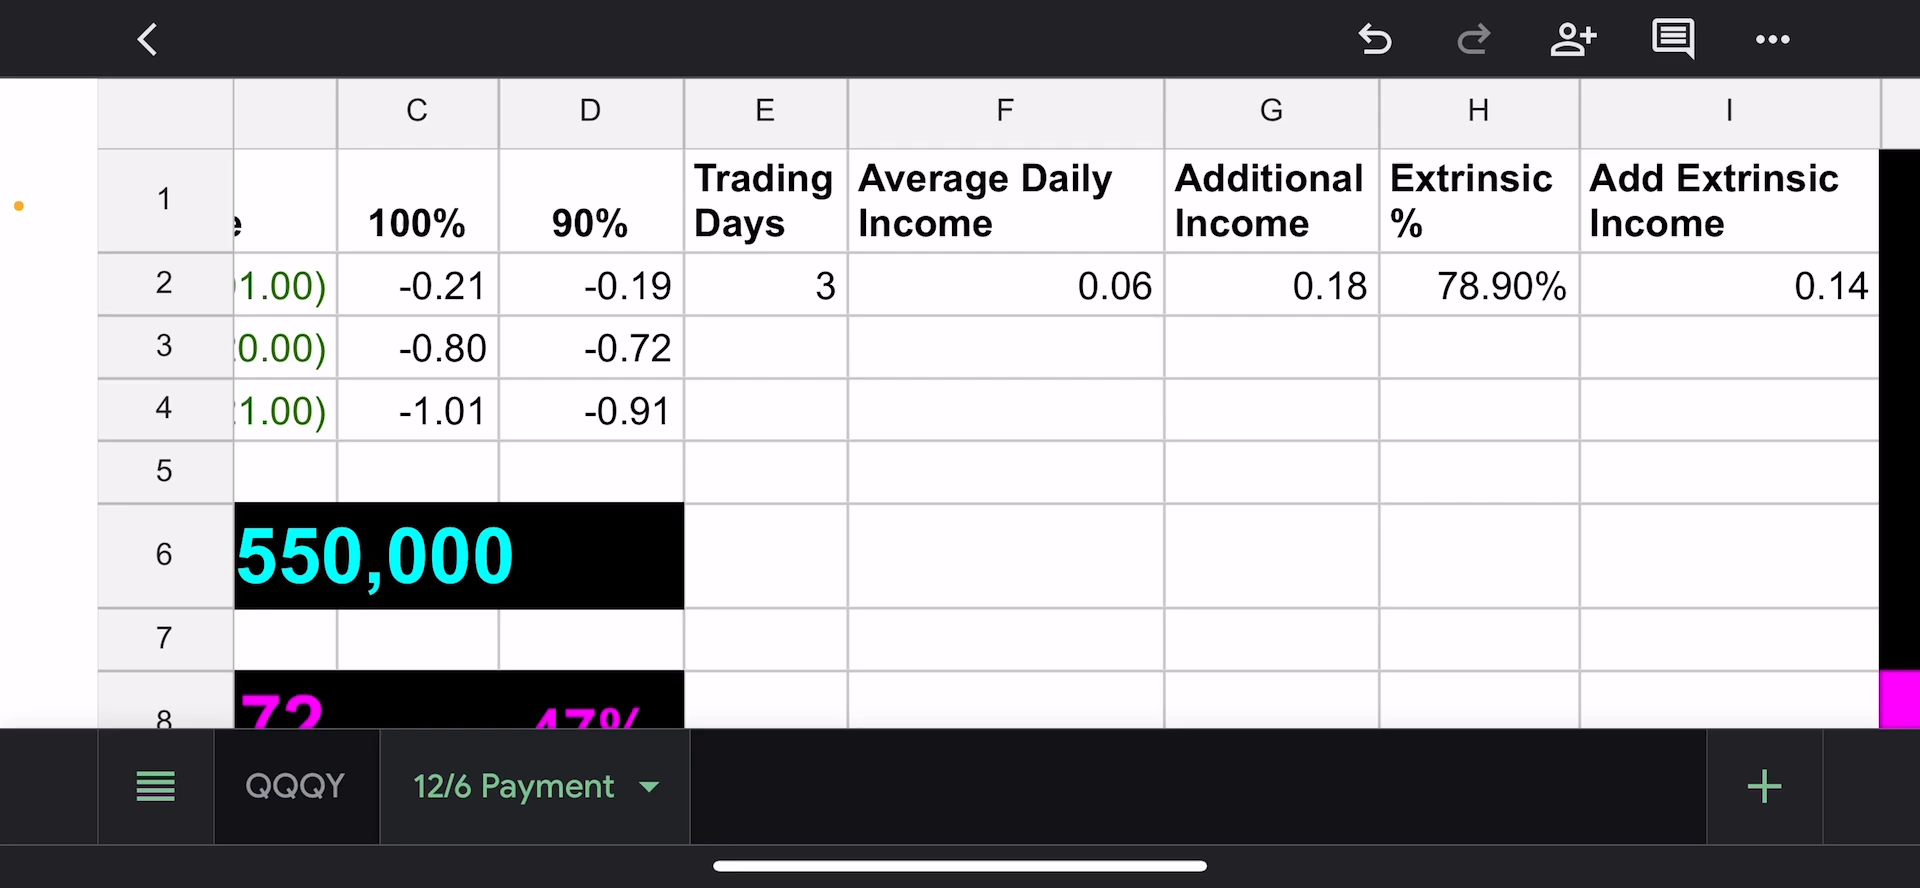 C D E F G H I
1 100% 90% Trading Days Average Daily Income Additional Income Extrinsic % Add Extrinsic Income
2 1.00) -0.21 -0.19 3 0.06 0.18 78.90% 0.14
3 0.00) -0.80 -0.72
4 1.00) -1.01 -0.91
5
6 550,000
7
8 72 47%
QQQY 12/6 Payment